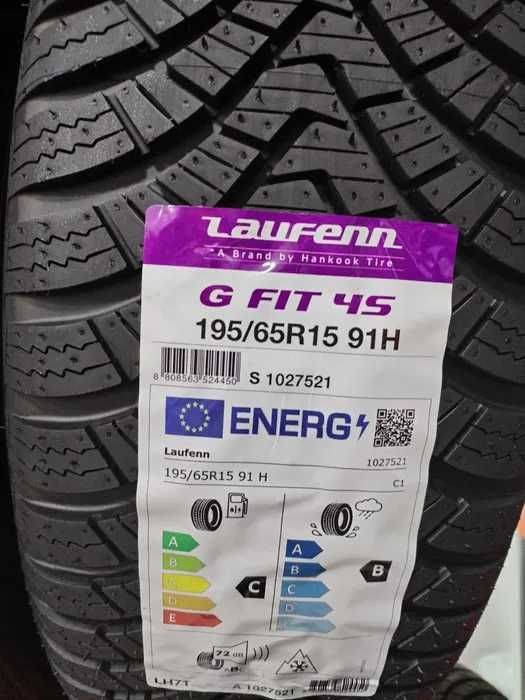 Laufenn
"A Brand by Hankook Tire
G FIT 4S
195/65R15 91H
8 808563 524450
S 1027521
ENERG
Laufenn
1027521
195/65R15 91 H
C1
A
B
D
E
C
A
B
C
D
E
B
72 dB
LH71
A 1027521